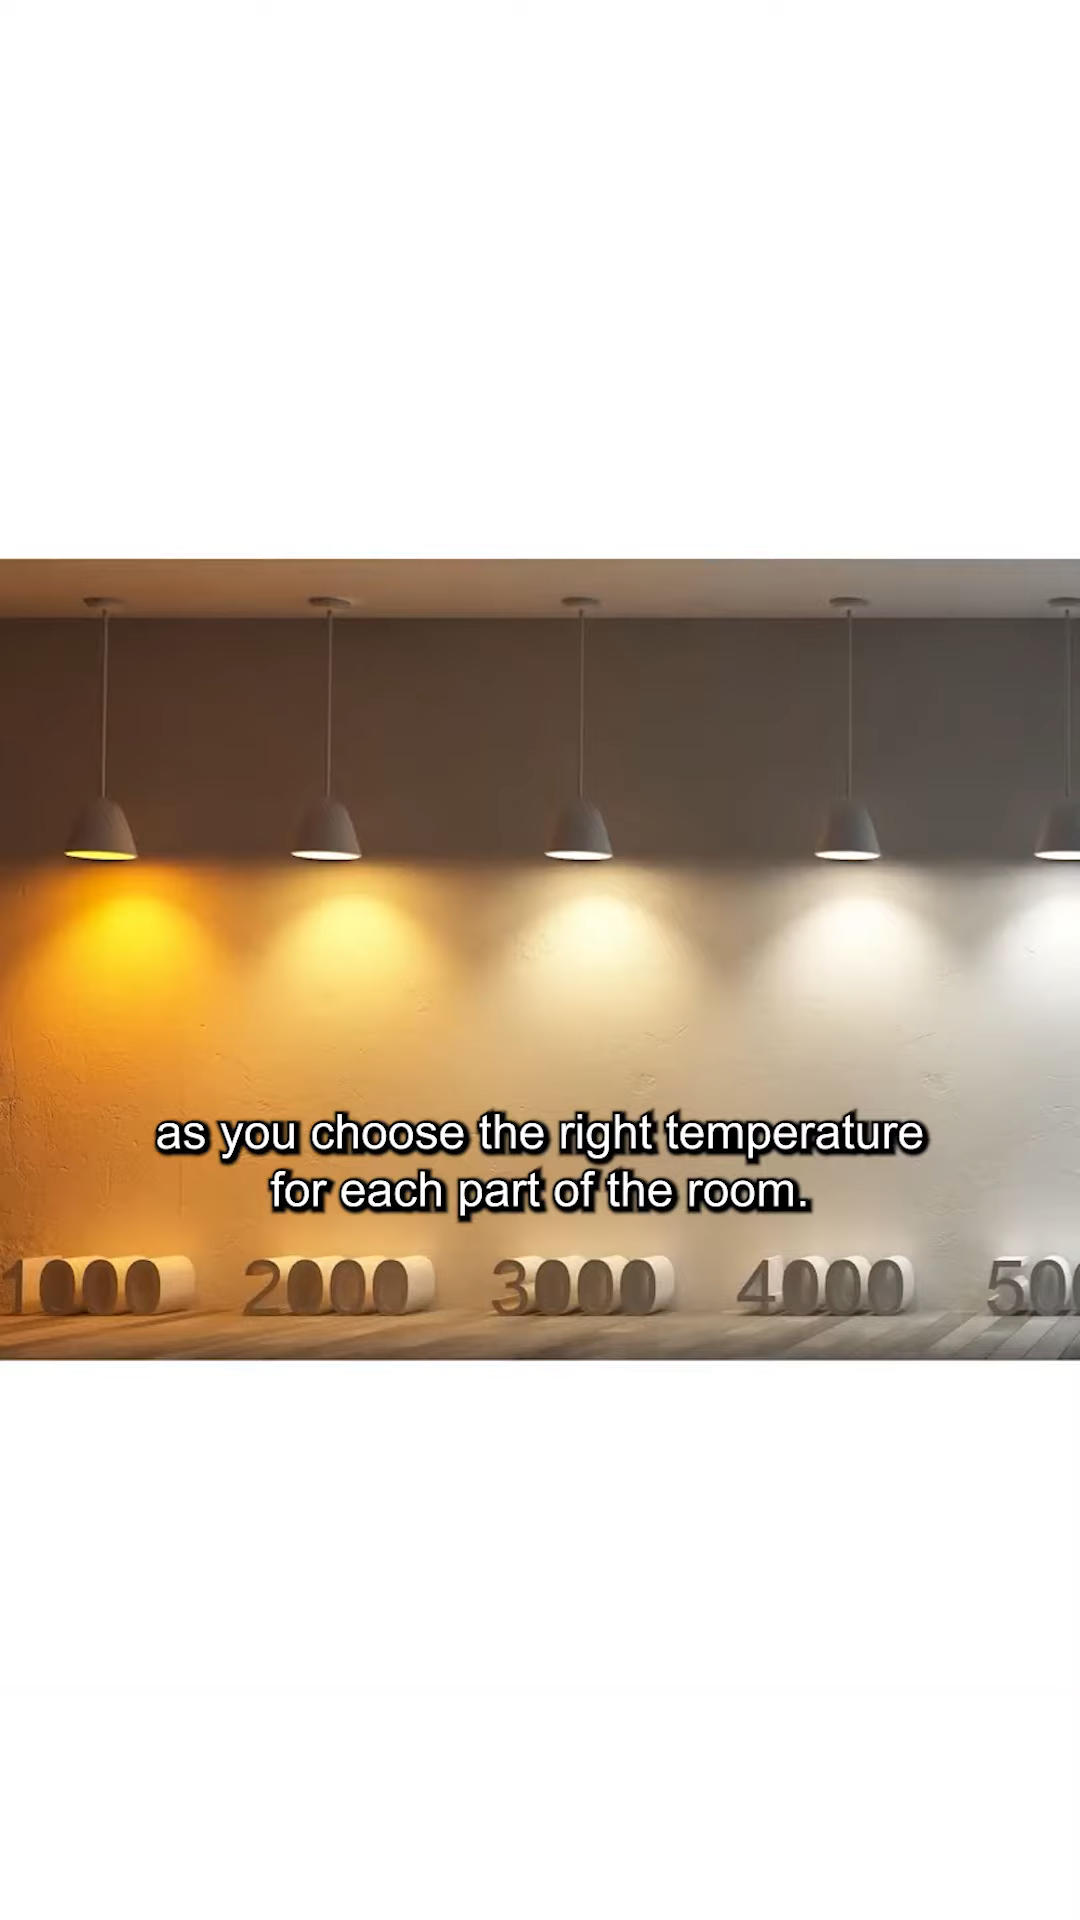 as you choose the right temperature
for each part of the room.
1000 2000 3000 4000